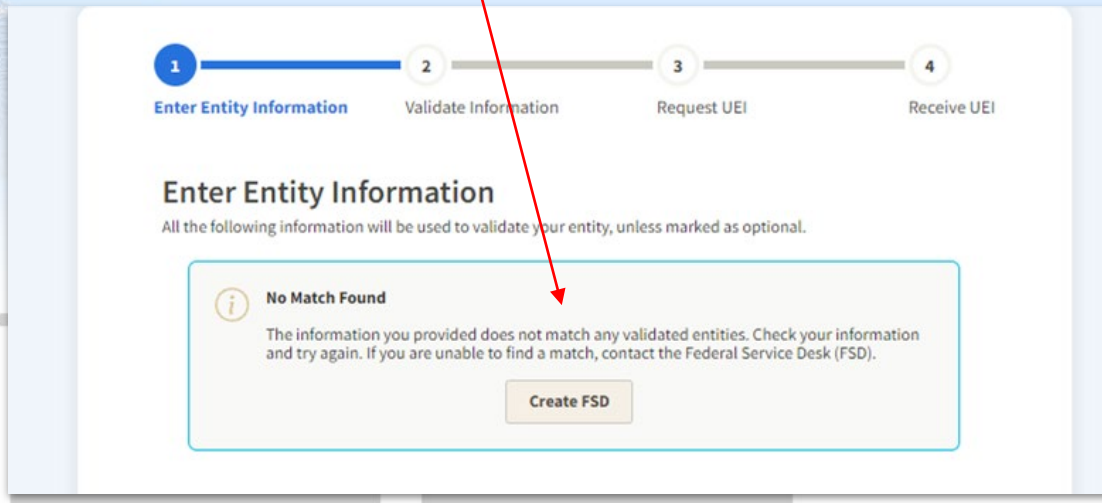 1 2 3 4
Enter Entity Information Validate Information Request UEI Receive UEI
Enter Entity Information
All the following information will be used to validate your entity, unless marked as optional.
i No Match Found
The information you provided does not match any validated entities. Check your information
and try again. If you are unable to find a match, contact the Federal Service Desk (FSD).
Create FSD